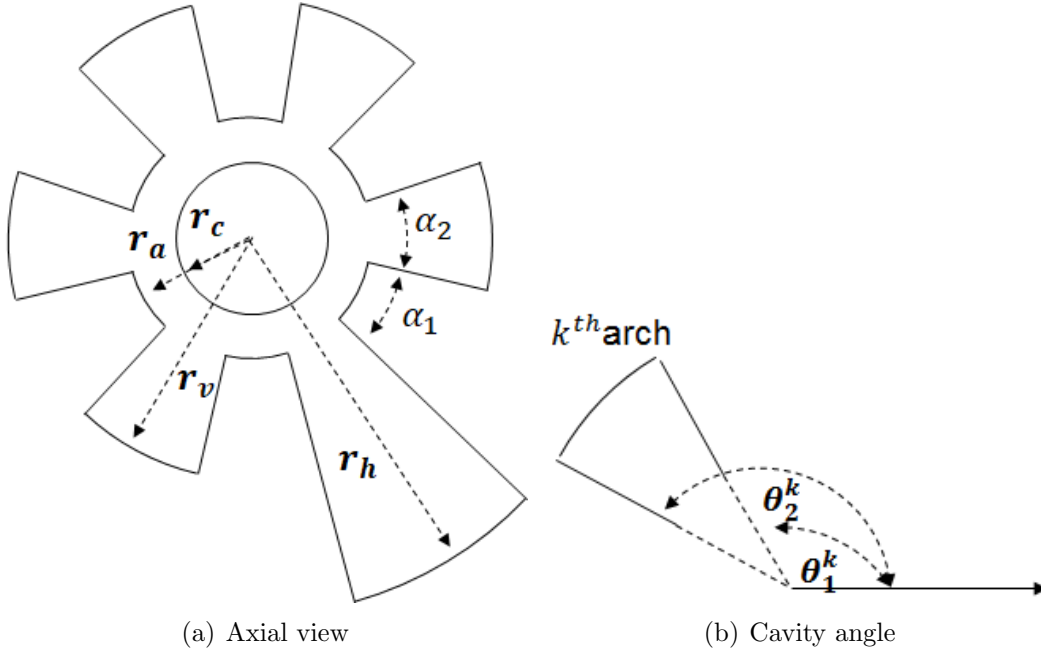 r_c
r_a
α_2
α_1
r_v
r_h
k^{th} arch
θ_2^k
θ_1^k
(a) Axial view
(b) Cavity angle